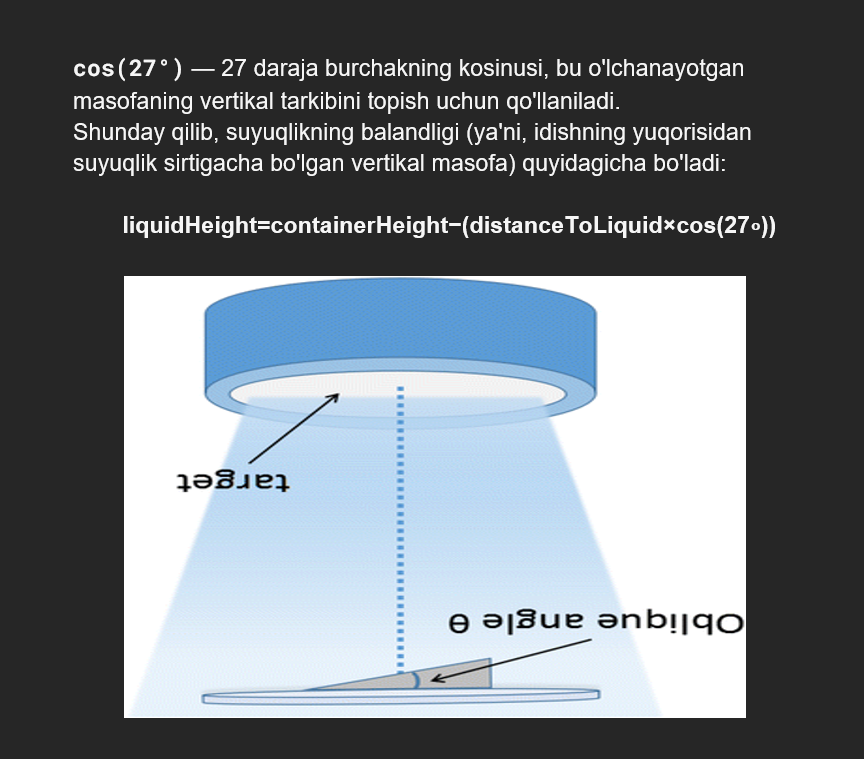 cos(27°) — 27 daraja burchakning kosinusi, bu o'lchanayotgan
masofaning vertikal tarkibini topish uchun qo'llaniladi.
Shunday qilib, suyuqlikning balandligi (ya'ni, idishning yuqorisidan
suyuqlik sirtigacha bo'lgan vertikal masofa) quyidagicha bo'ladi:
liquidHeight=containerHeight−(distanceToLiquid×cos(27∘))
target
Oblique angle θ